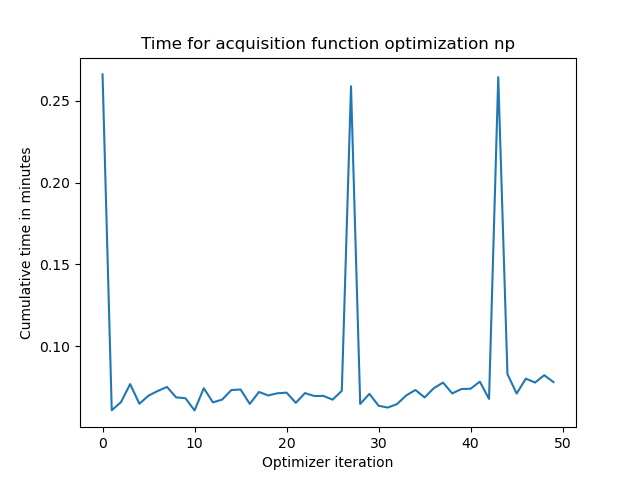 Time for acquisition function optimization np
Cumulative time in minutes
0.25
0.20
0.15
0.10
0 10 20 30 40 50
Optimizer iteration